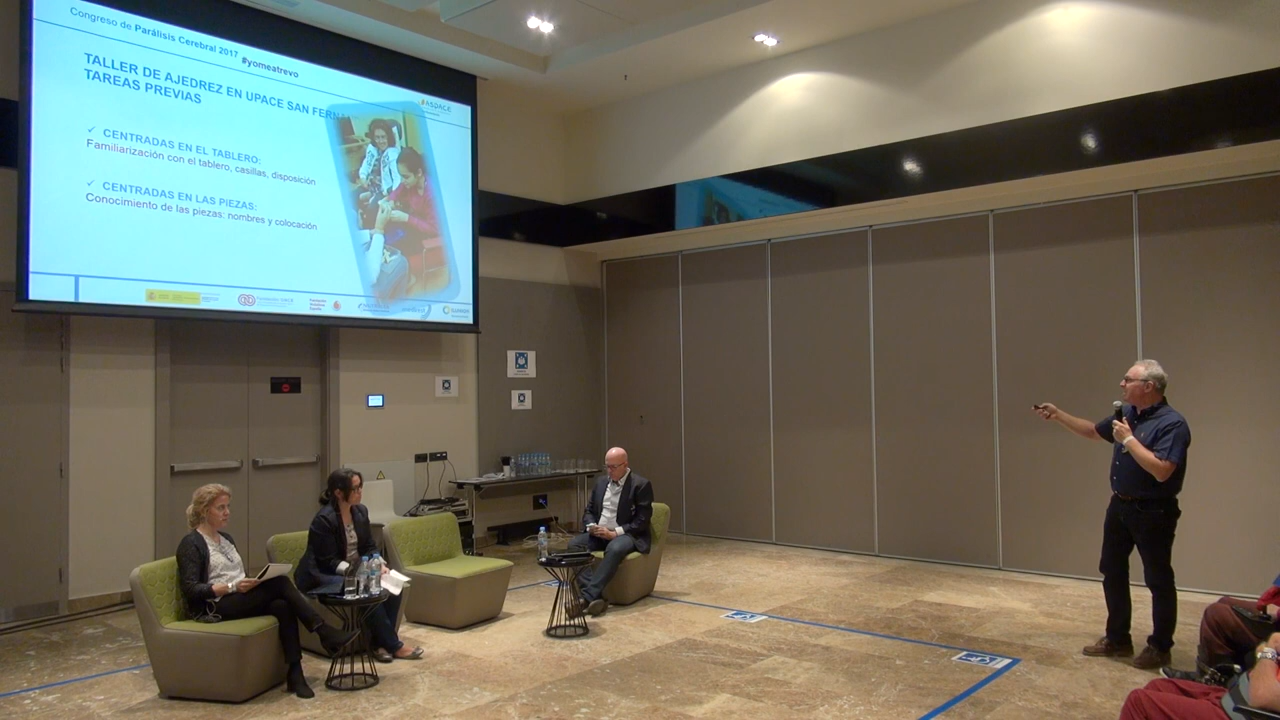 Congreso de Parálisis Cerebral 2017 #yomeatrevo
ASPACE
TALLER DE AJEDREZ EN UPACE SAN FERN
TAREAS PREVIAS
✓ CENTRADAS EN EL TABLERO:
Familiarización con el tablero, casillas, disposición
✓ CENTRADAS EN LAS PIEZAS:
Conocimiento de las piezas: nombres y colocación